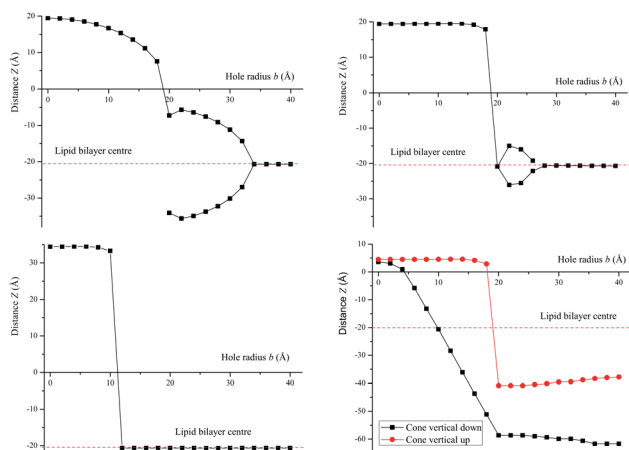 20
10
0
-10
-20
-30
Distance Z (Å)
Hole radius b (Å)
Lipid bilayer centre
0 10 20 30 40
20
10
0
-10
-20
-30
Distance Z (Å)
Hole radius b (Å)
Lipid bilayer centre
0 10 20 30 40
30
20
10
0
-10
-20
Distance Z (Å)
Hole radius b (Å)
Lipid bilayer centre
0 10 20 30 40
10
0
-10
-20
-30
-40
-50
-60
Distance Z (Å)
Hole radius b (Å)
0 10 20 30 40
Lipid bilayer centre
Cone vertical down
Cone vertical up